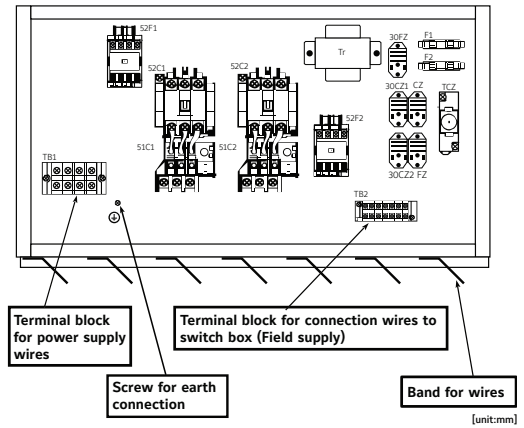 52F1
52C1
52C2
Tr
30FZ
F1
F2
30CZ1 CZ
TCZ
52F2
51C1
51C2
30CZ2 FZ
TB1
TB2
Terminal block
for power supply
wires
Terminal block for connection wires to
switch box (Field supply)
Screw for earth
connection
Band for wires
[unit:mm]